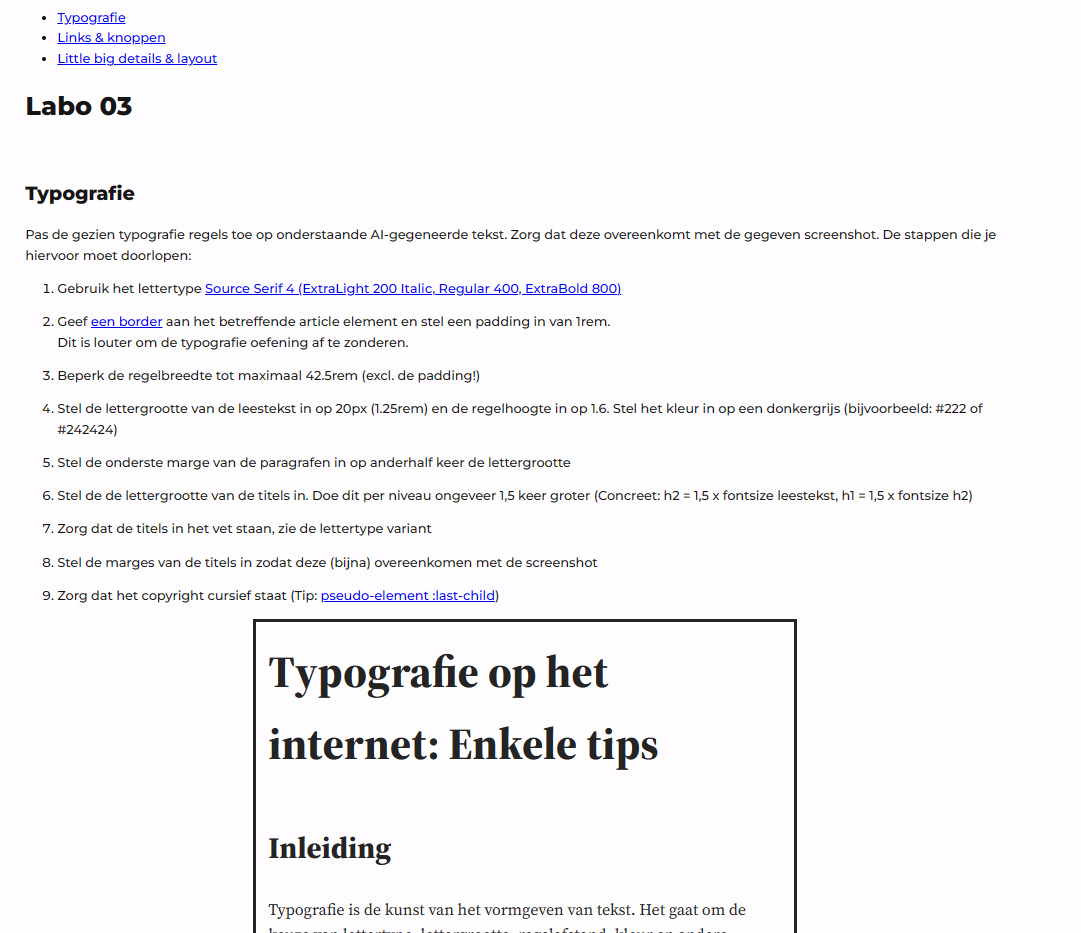 Typografie
Links & knoppen
Little big details & layout
Labo 03
Typografie
Pas de gezien typografie regels toe op onderstaande AI-gegeneerde tekst. Zorg dat deze overeenkomt met de gegeven screenshot. De stappen die je
hiervoor moet doorlopen:
1. Gebruik het lettertype Source Serif 4 (ExtraLight 200 Italic, Regular 400, ExtraBold 800)
2. Geef een border aan het betreffende article element en stel een padding in van 1rem.
Dit is louter om de typografie oefening af te zonderen.
3. Beperk de regelbreedte tot maximaal 42.5rem (excl. de padding!)
4. Stel de lettergrootte van de leestekst in op 20px (1.25rem) en de regelhoogte in op 1.6. Stel het kleur in op een donkergrijs (bijvoorbeeld: #222 of
#242424)
5. Stel de onderste marge van de paragrafen in op anderhalf keer de lettergrootte
6. Stel de de lettergrootte van de titels in. Doe dit per niveau ongeveer 1,5 keer groter (Concreet: h2 = 1,5 x fontsize leestekst, h1 = 1,5 x fontsize h2)
7. Zorg dat de titels in het vet staan, zie de lettertype variant
8. Stel de marges van de titels in zodat deze (bijna) overeenkomen met de screenshot
9. Zorg dat het copyright cursief staat (Tip: pseudo-element :last-child)
Typografie op het
internet: Enkele tips
Inleiding
Typografie is de kunst van het vormgeven van tekst. Het gaat om de